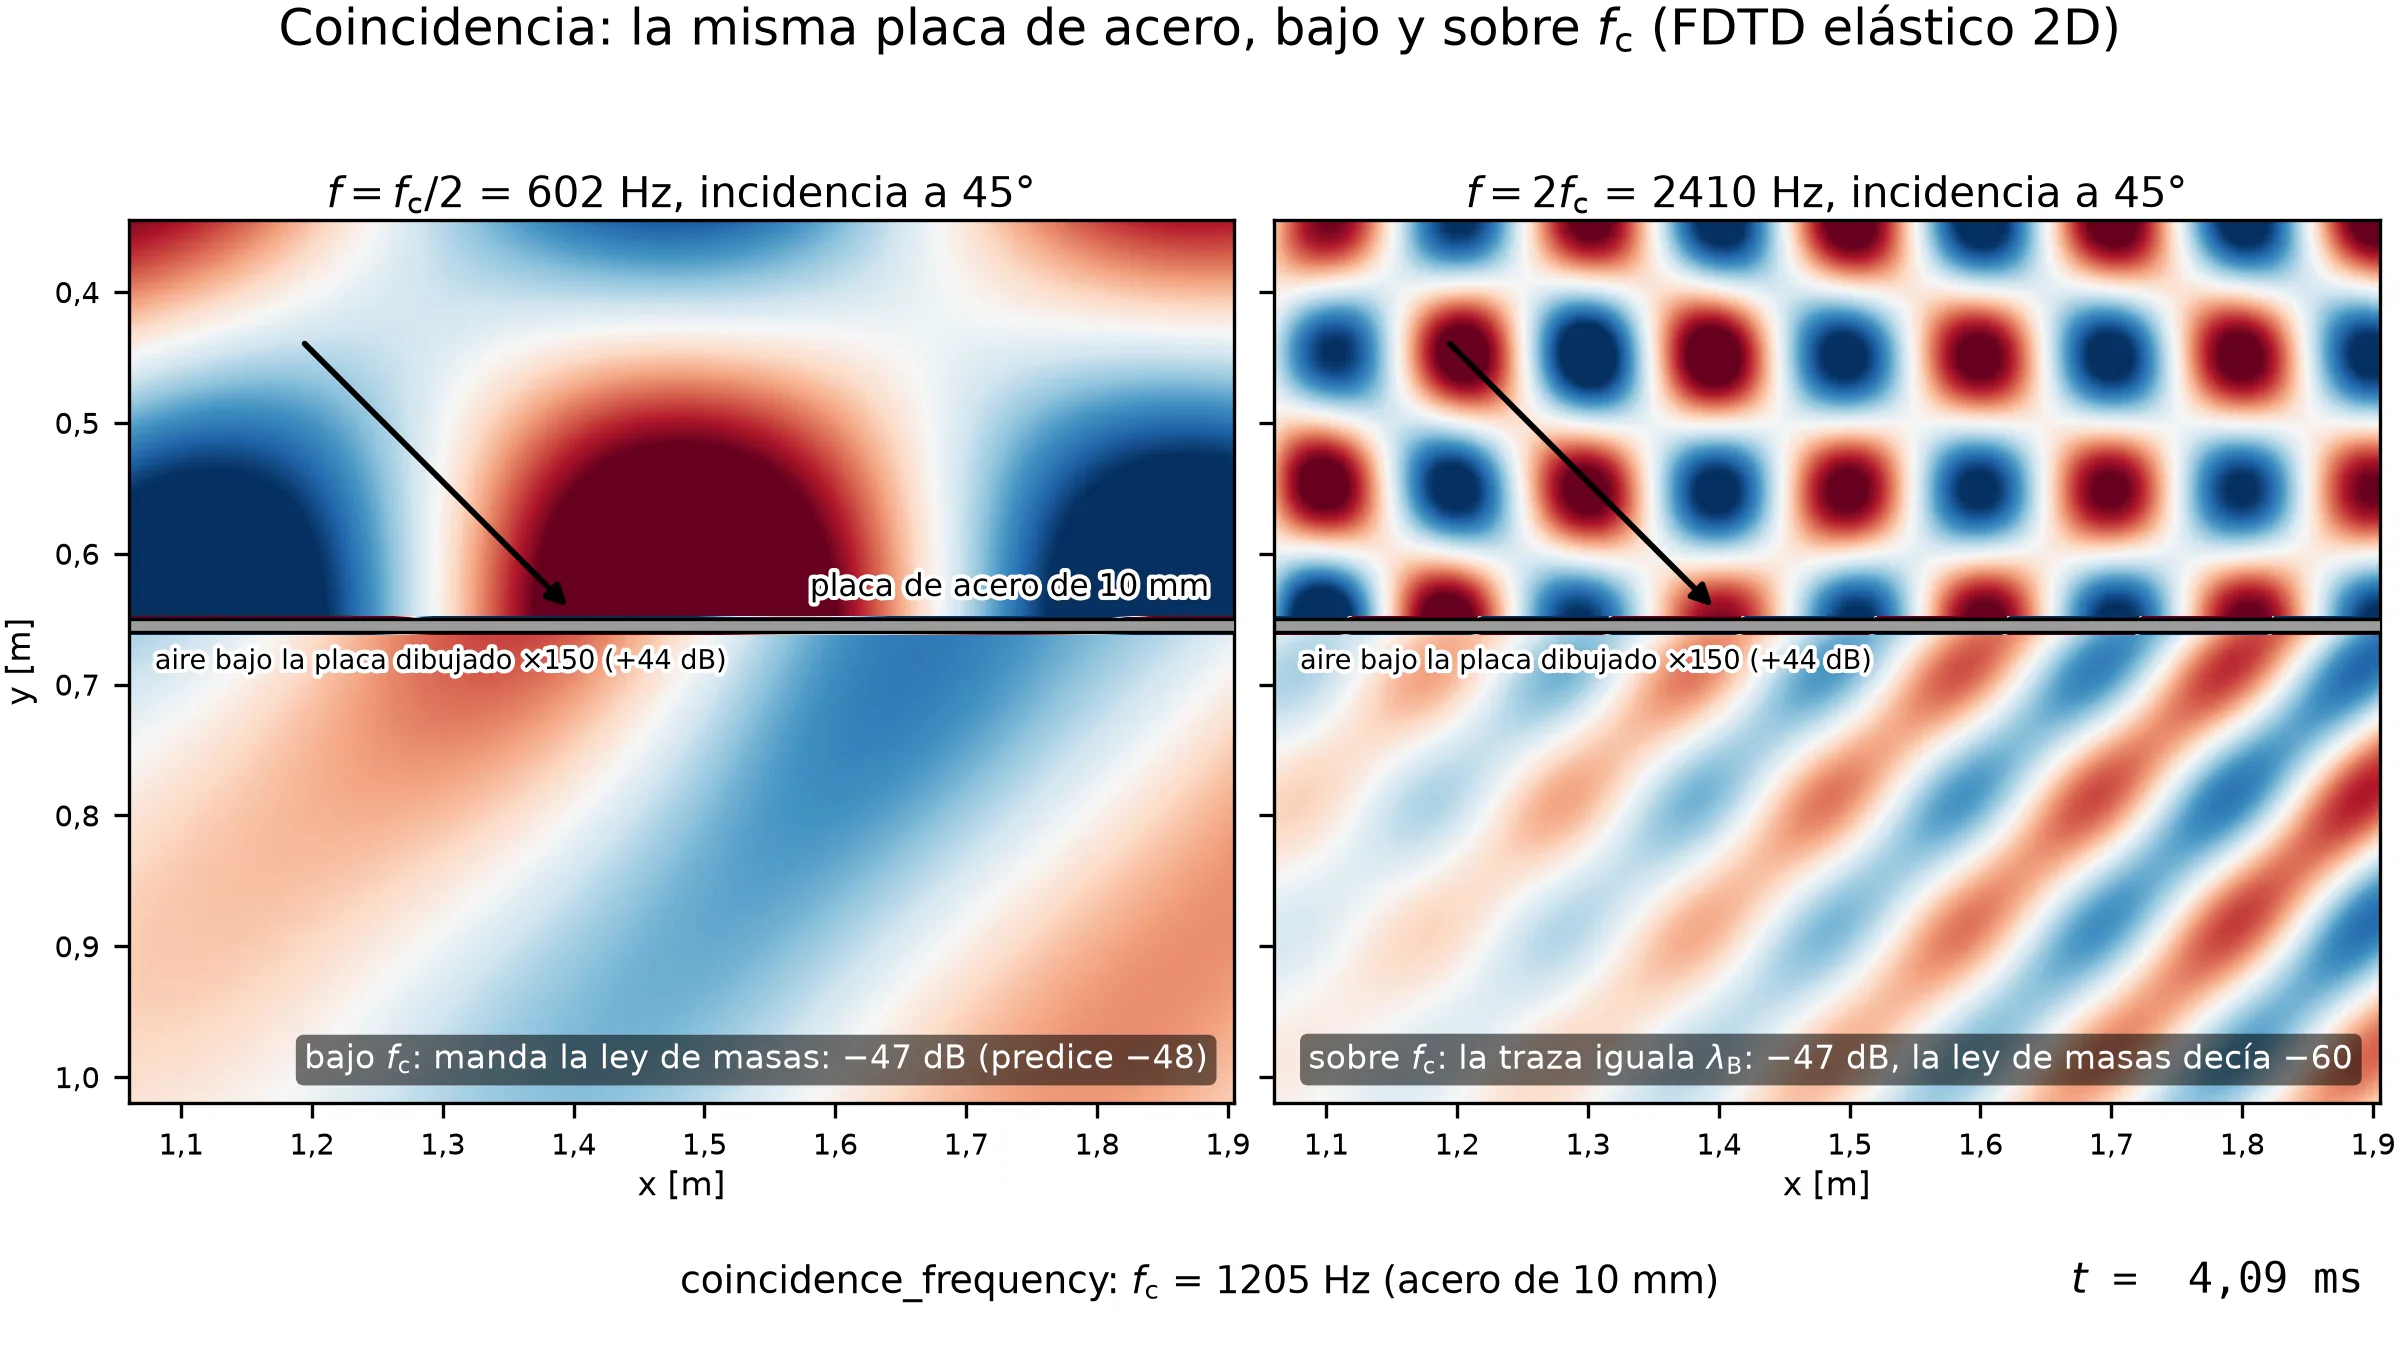 Coincidencia: la misma placa de acero, bajo y sobre fc (FDTD elástico 2D)
f = fc/2 = 602 Hz, incidencia a 45°
f = 2fc = 2410 Hz, incidencia a 45°
0,4
0,5
0,6
0,7
0,8
0,9
1,0
y [m]
placa de acero de 10 mm
aire bajo la placa dibujado ×150 (+44 dB)
aire bajo la placa dibujado ×150 (+44 dB)
bajo fc: manda la ley de masas: −47 dB (predice −48)
sobre fc: la traza iguala λB: −47 dB, la ley de masas decía −60
1,1 1,2 1,3 1,4 1,5 1,6 1,7 1,8 1,9
1,1 1,2 1,3 1,4 1,5 1,6 1,7 1,8 1,9
x [m]
x [m]
coincidence_frequency: fc = 1205 Hz (acero de 10 mm)
t = 4,09 ms